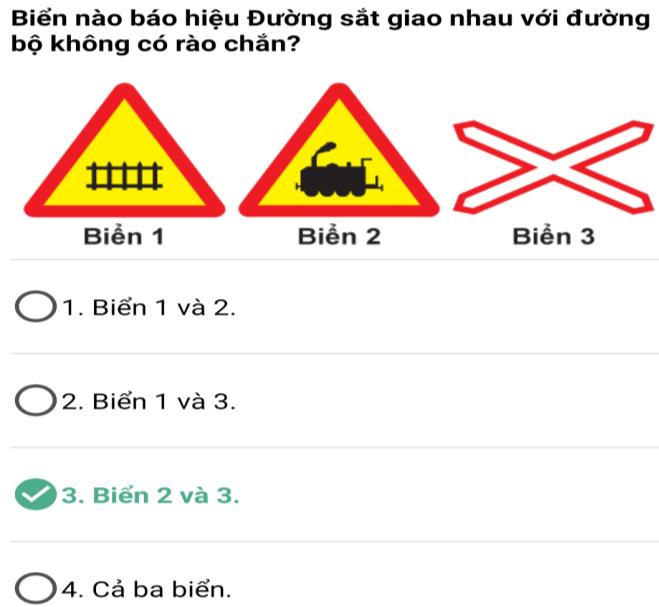 Biển nào báo hiệu Đường sắt giao nhau với đường
bộ không có rào chắn?
Biển 1
Biển 2
Biển 3
1. Biển 1 và 2.
2. Biển 1 và 3.
3. Biển 2 và 3.
4. Cả ba biển.